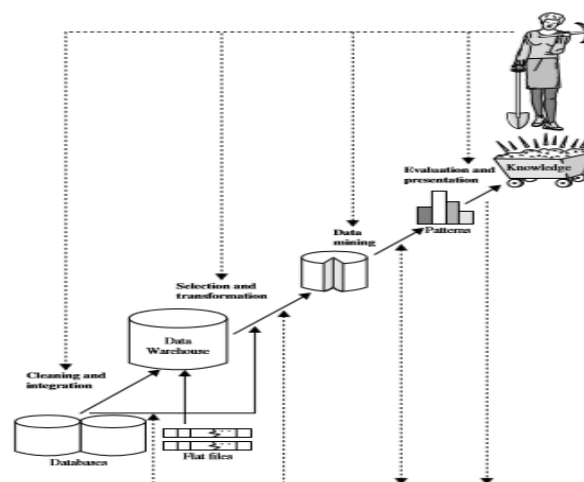 Evaluation and
presentation
Knowledge
Patterns
Data
mining
Selection and
transformation
Data
Warehouse
Cleaning and
integration
Databases
Flat files